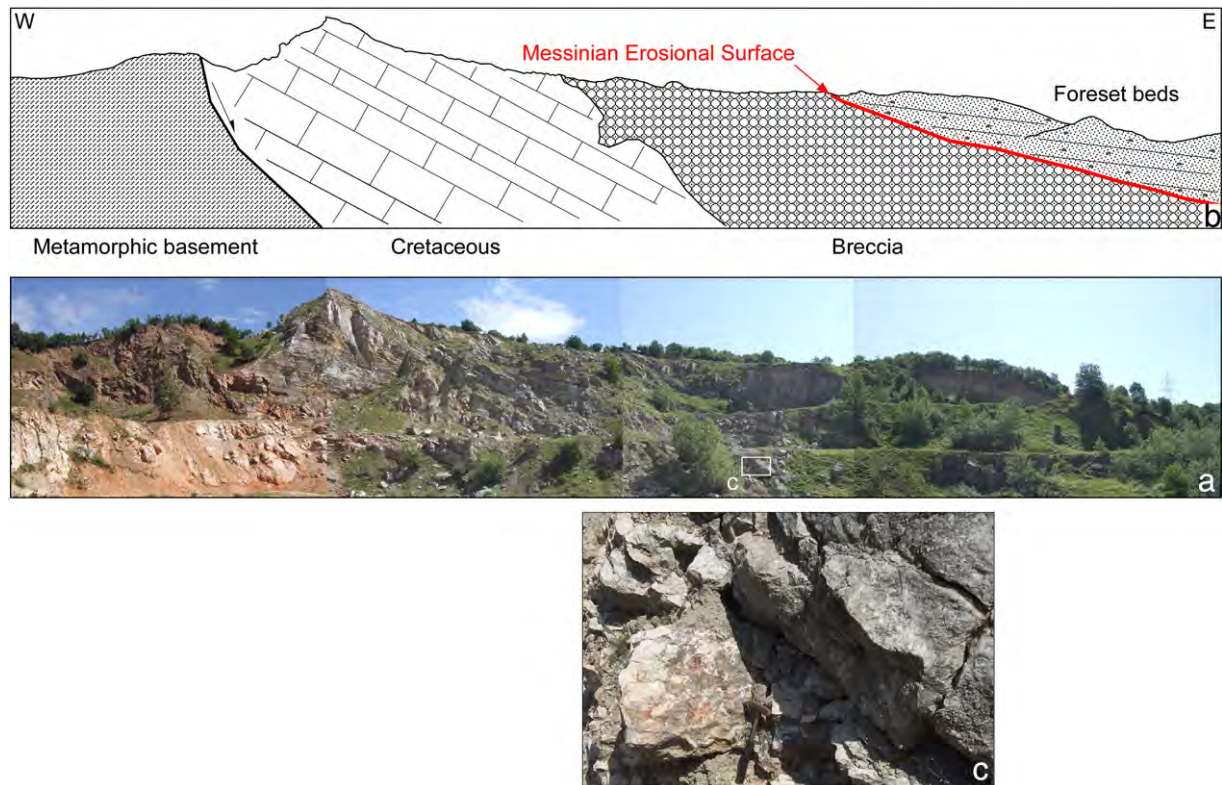 W
E
Messinian Erosional Surface
Foreset beds
b
Metamorphic basement
Cretaceous
Breccia
c
a
c